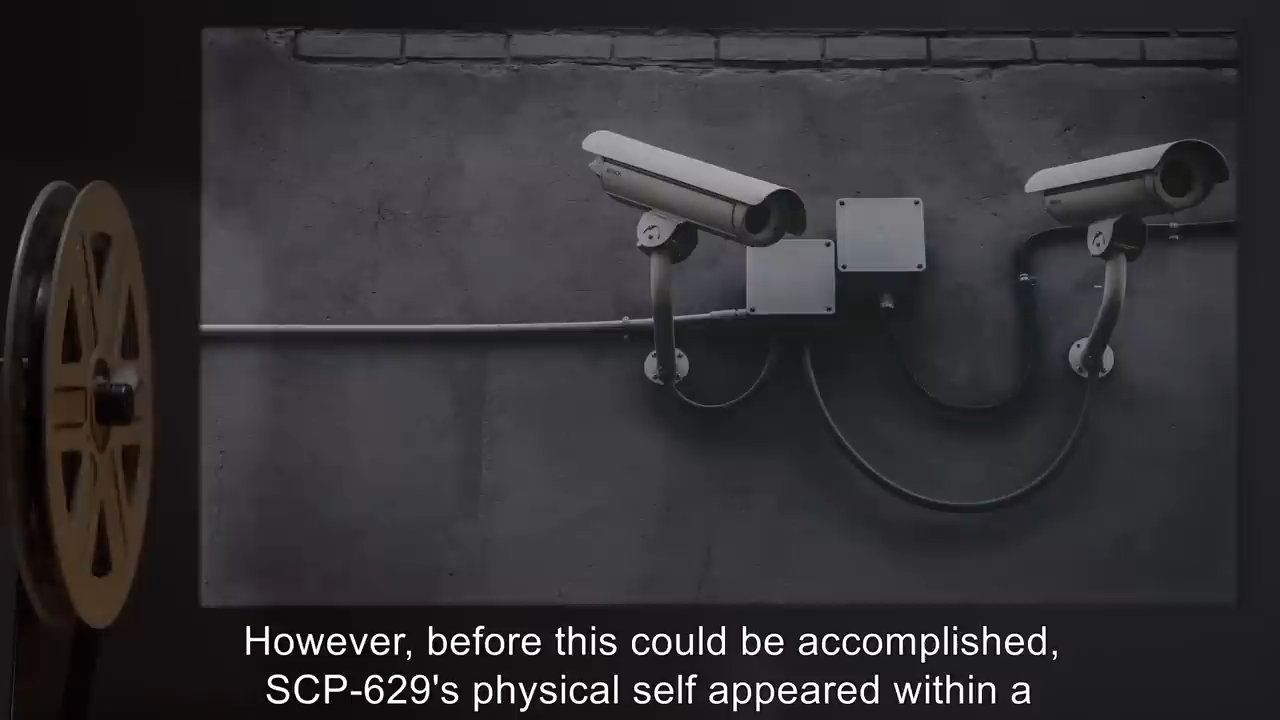 However, before this could be accomplished,
SCP-629's physical self appeared within a